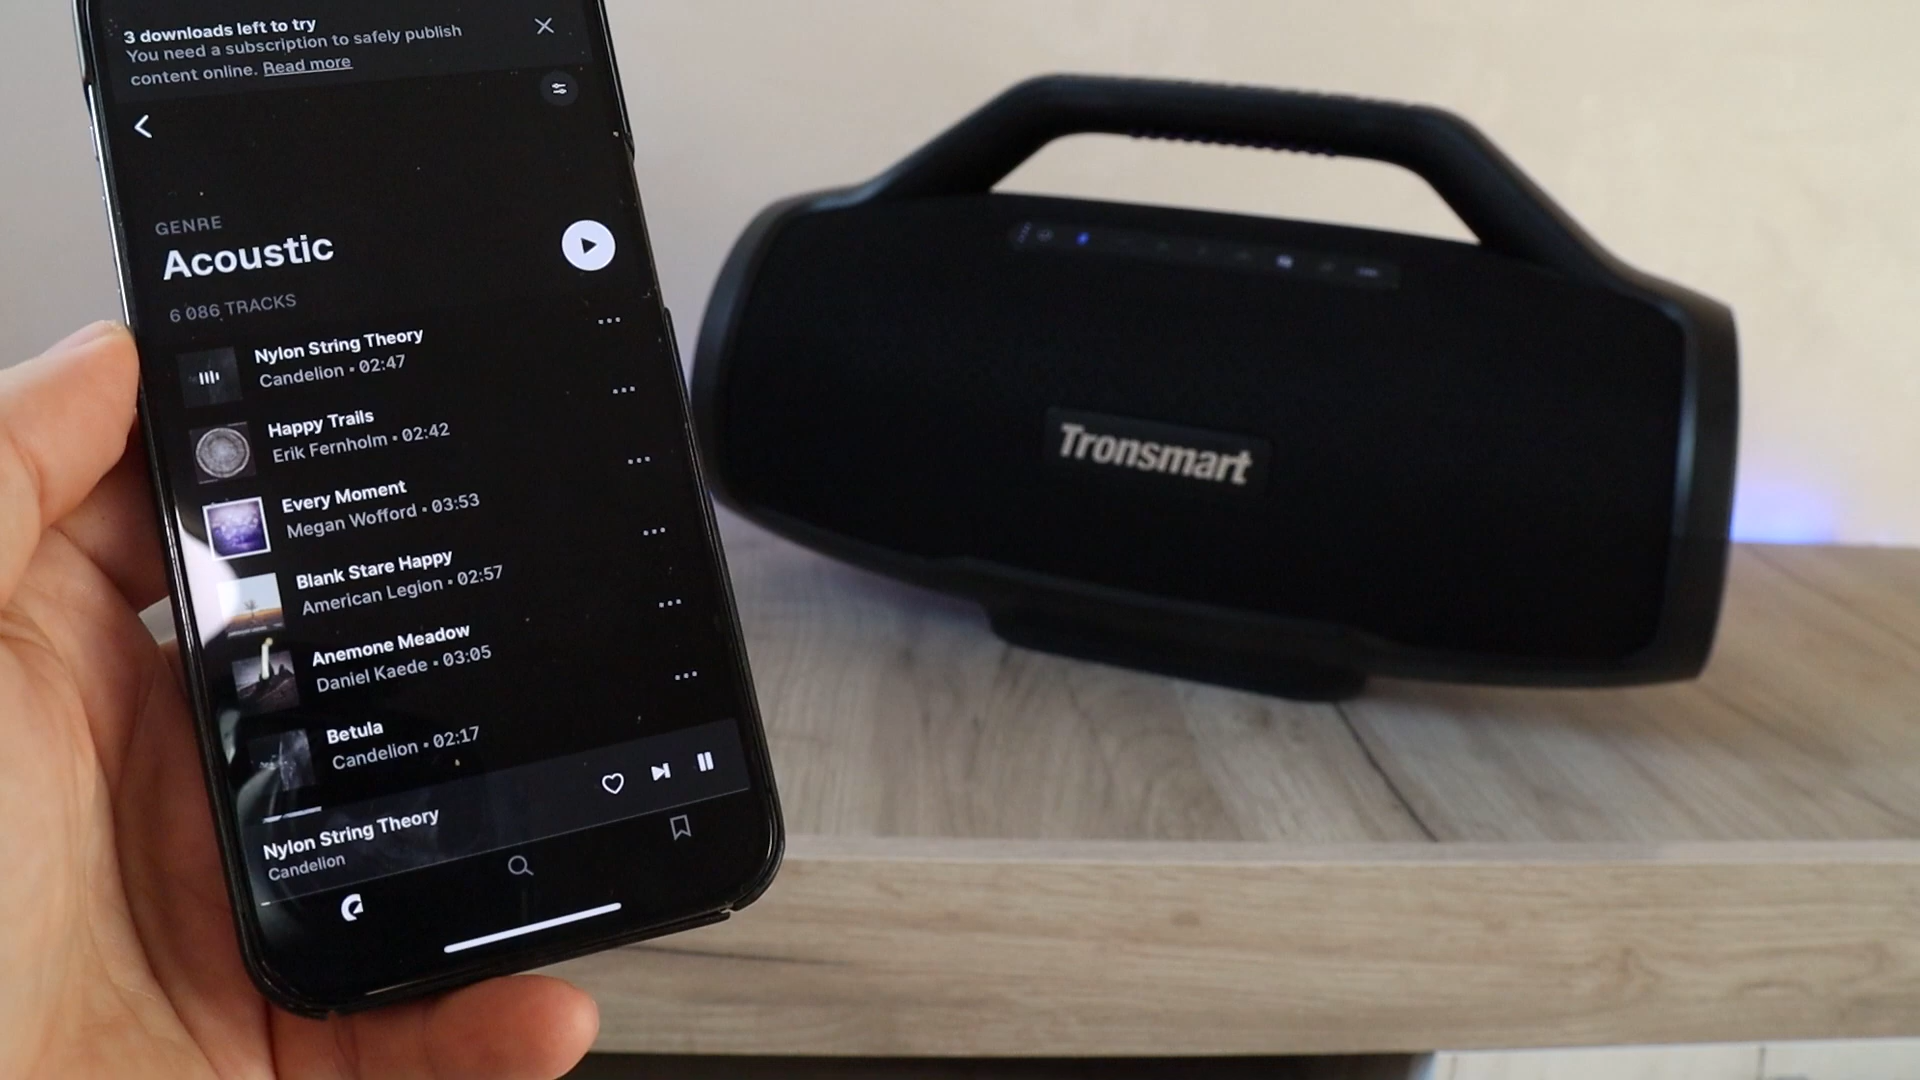 3 downloads left to try
You need a subscription to safely publish
content online. Read more
GENRE
Acoustic
6 086 TRACKS
Nylon String Theory
Candelion • 02:47
Happy Trails
Erik Fernholm • 02:42
Every Moment
Megan Wofford • 03:53
Blank Stare Happy
American Legion • 02:57
Anemone Meadow
Daniel Kaede • 03:05
Betula
Candelion • 02:17
Nylon String Theory
Candelion
Tronsmart